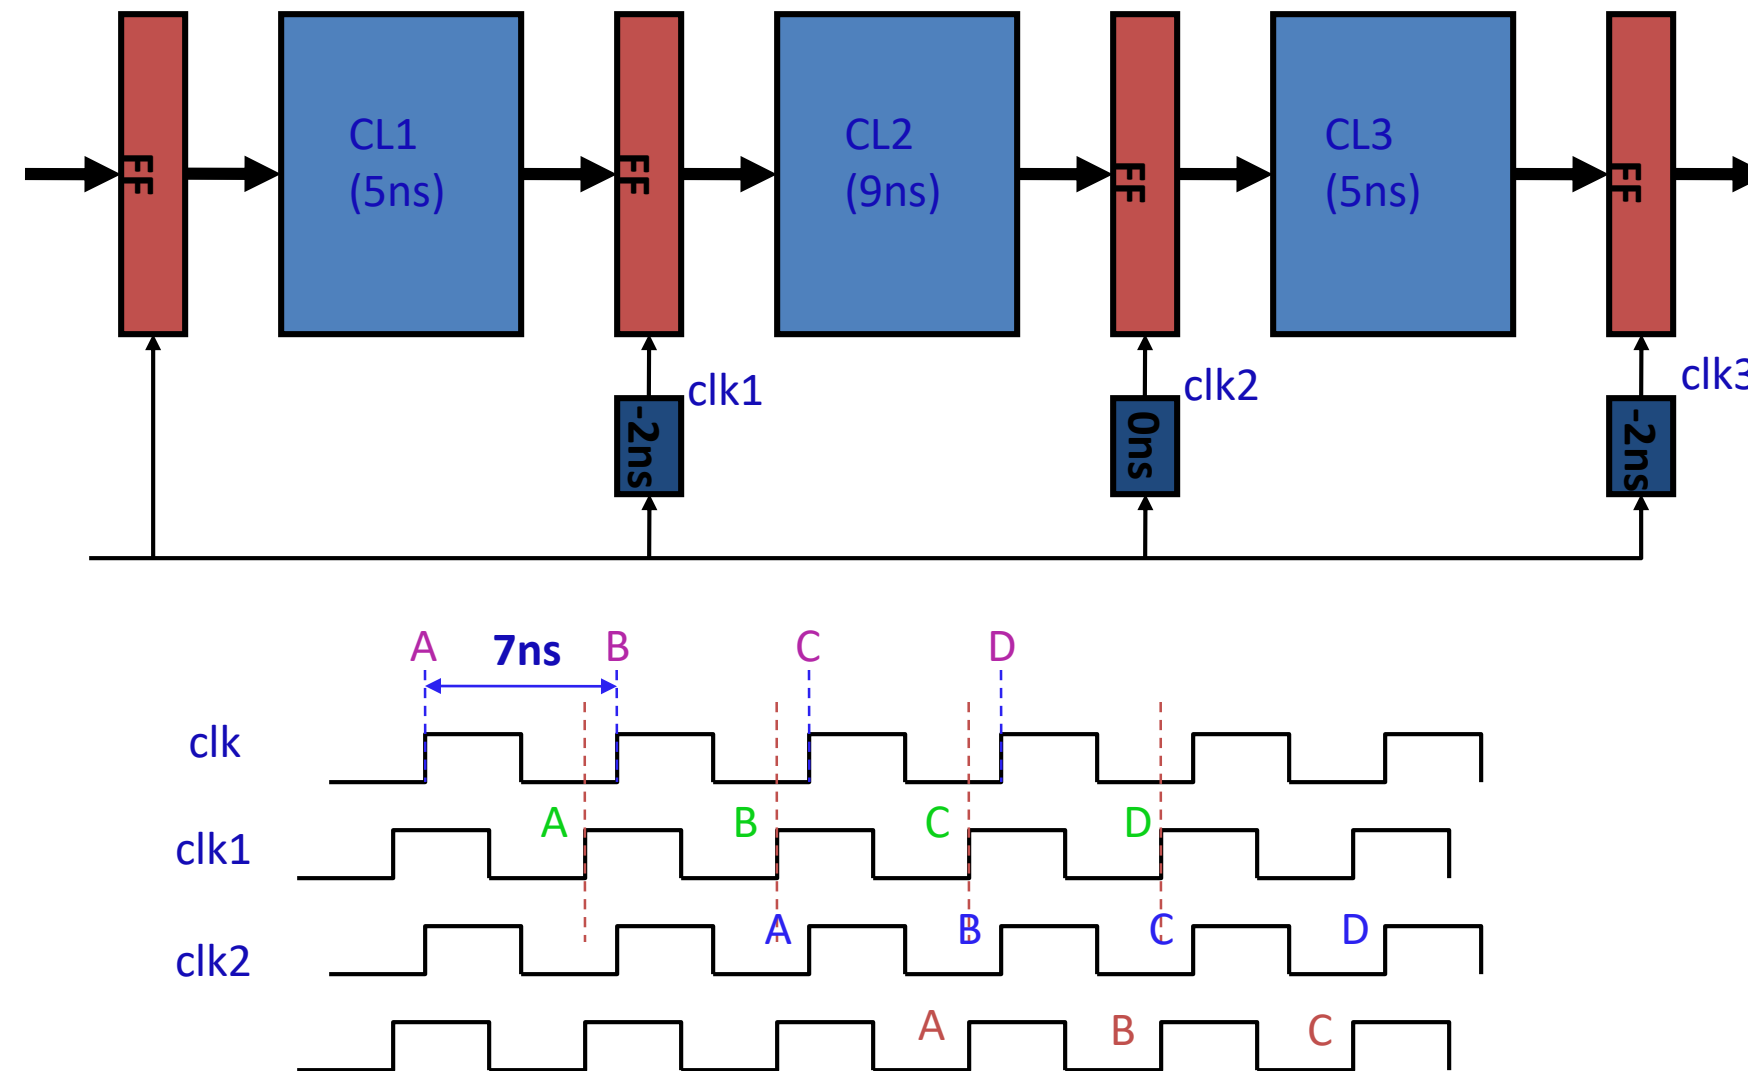 CL1
(5ns)
CL2
(9ns)
CL3
(5ns)
FF
FF
FF
FF
clk1
clk2
clk3
-2ns
0ns
-2ns
A
7ns
B
C
D
clk
A
B
C
D
clk1
A
B
C
D
clk2
A
B
C